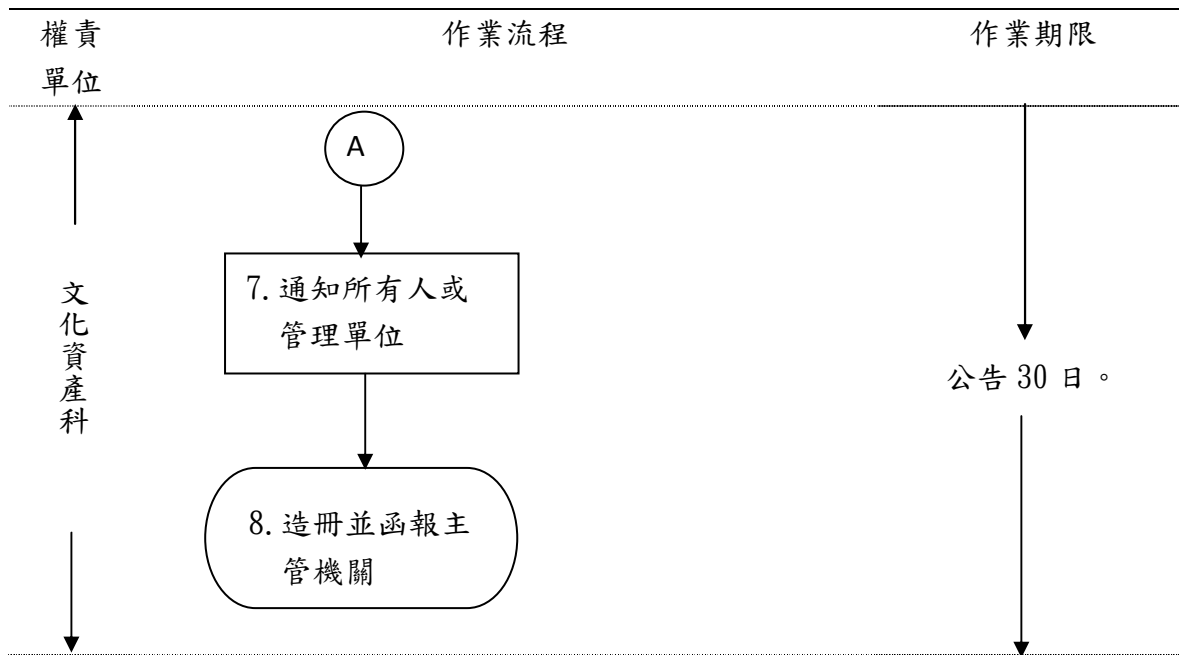 權責
單位
作業流程
作業期限
A
7.通知所有人或
管理單位
文化資產科
公告 30 日。
8.造冊並函報主
管機關